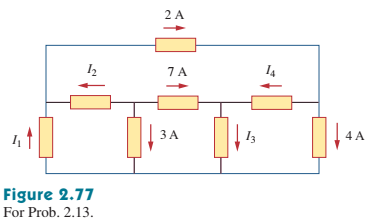 2 A
I2 7 A I4
I1 3 A I3 4 A
Figure 2.77
For Prob. 2.13.